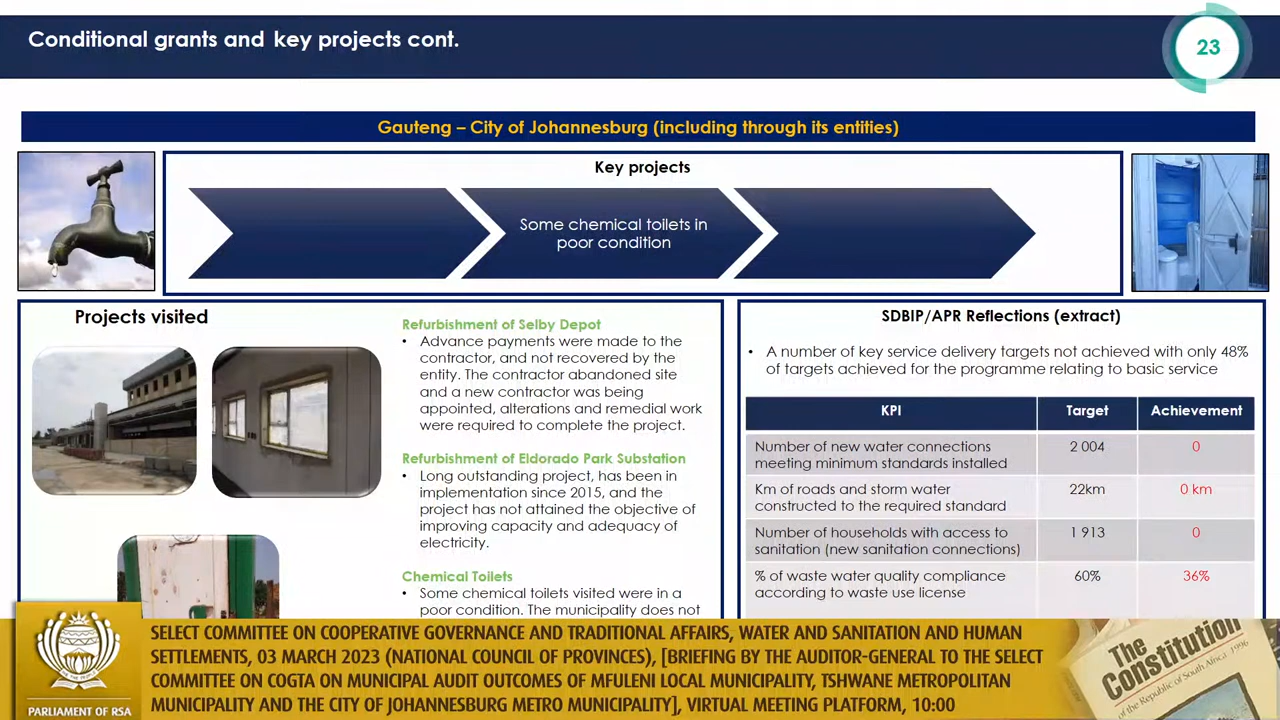 Conditional grants and key projects cont.
23
Gauteng – City of Johannesburg (including through its entities)
Key projects
Some chemical toilets in
poor condition
Projects visited
Refurbishment of Selby Depot
• Advance payments were made to the
contractor, and not recovered by the
entity. The contractor abandoned site
and a new contractor was being
appointed, alterations and remedial work
were required to complete the project.
Refurbishment of Eldorado Park Substation
• Long outstanding project, has been in
implementation since 2015, and the
project has not attained the objective of
improving capacity and adequacy of
electricity.
Chemical Toilets
• Some chemical toilets visited were in a
poor condition. The municipality does not
SDBIP/APR Reflections (extract)
• A number of key service delivery targets not achieved with only 48%
of targets achieved for the programme relating to basic service
KPI Target Achievement
Number of new water connections
meeting minimum standards installed
2 004 0
Km of roads and storm water
constructed to the required standard
22km 0 km
Number of households with access to
sanitation (new sanitation connections)
1 913 0
% of waste water quality compliance
according to waste use license
60% 36%
SELECT COMMITTEE ON COOPERATIVE GOVERNANCE AND TRADITIONAL AFFAIRS, WATER AND SANITATION AND HUMAN
SETTLEMENTS, 03 MARCH 2023 (NATIONAL COUNCIL OF PROVINCES), [BRIEFING BY THE AUDITOR-GENERAL TO THE SELECT
COMMITTEE ON COGTA ON MUNICIPAL AUDIT OUTCOMES OF MFULENI LOCAL MUNICIPALITY, TSHWANE METROPOLITAN
MUNICIPALITY AND THE CITY OF JOHANNESBURG METRO MUNICIPALITY], VIRTUAL MEETING PLATFORM, 10:00
PARLIAMENT OF RSA
The
Constitution
of the Republic of South Africa, 1996